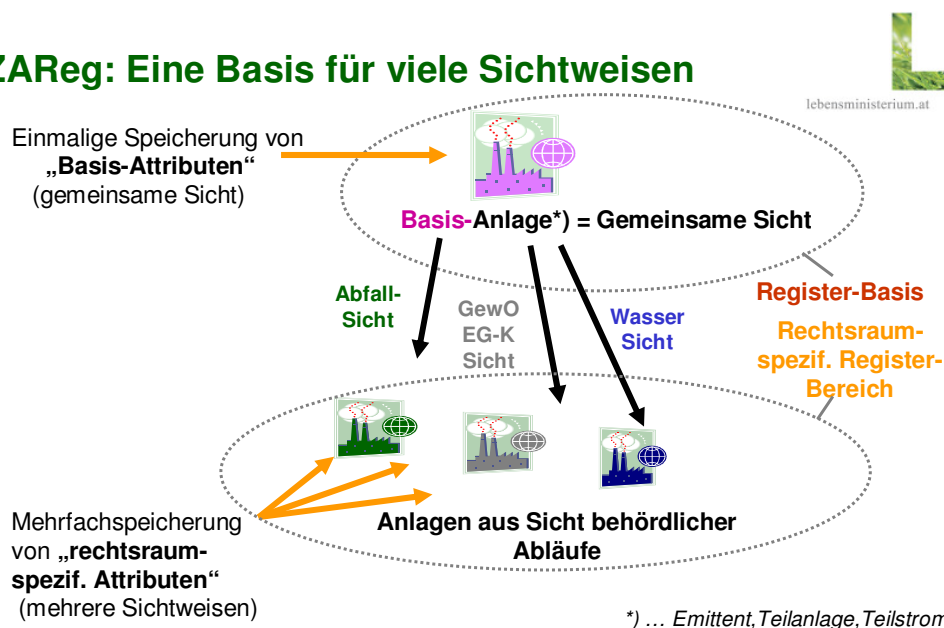 ZAReg: Eine Basis für viele Sichtweisen
lebensministerium.at
Einmalige Speicherung von
„Basis-Attributen“
(gemeinsame Sicht)
Basis-Anlage*) = Gemeinsame Sicht
Abfall-
Sicht
GewO
EG-K
Sicht
Wasser
Sicht
Register-Basis
Rechtsraum-
spezif. Register-
Bereich
Mehrfachspeicherung
von „rechtsraum-
spezif. Attributen“
(mehrere Sichtweisen)
Anlagen aus Sicht behördlicher
Abläufe
*) … Emittent,Teilanlage,Teilstrom